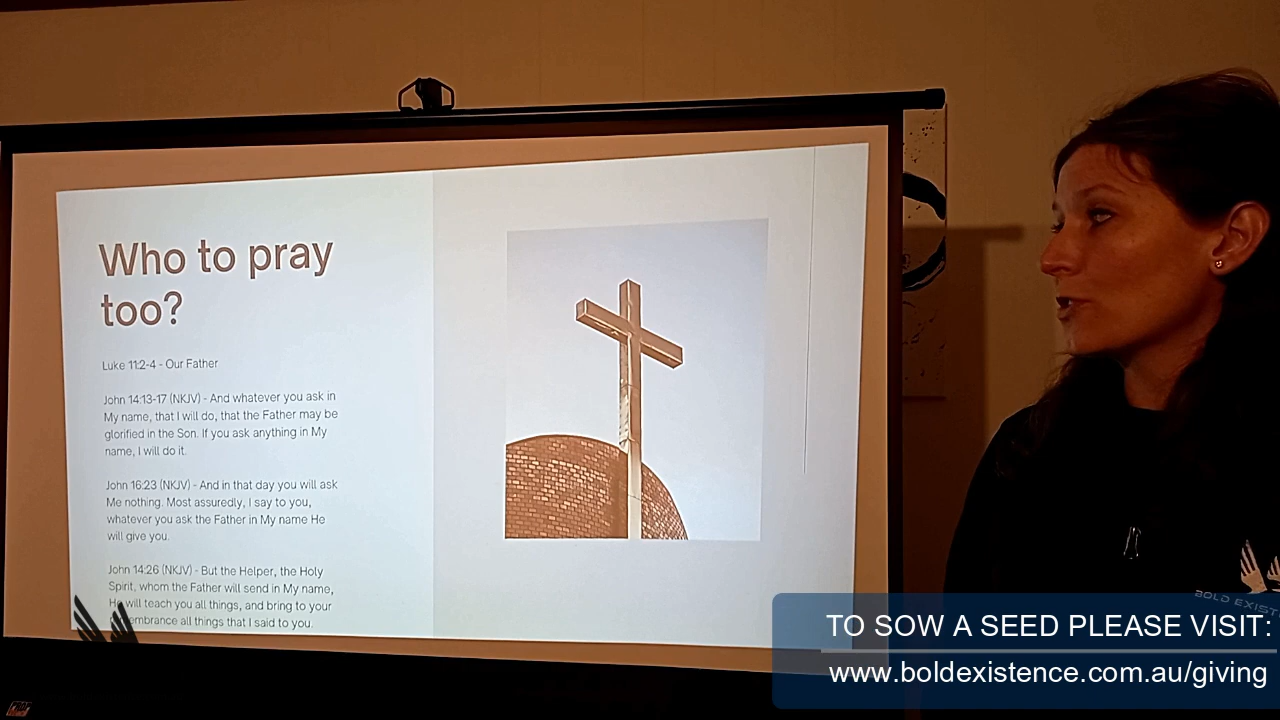 Who to pray
too?
Luke 11:2-4 - Our Father
John 14:13-17 (NKJV) - And whatever you ask in
My name, that I will do, that the Father may be
glorified in the Son. If you ask anything in My
name, I will do it.
John 16:23 (NKJV) - And in that day you will ask
Me nothing. Most assuredly, I say to you,
whatever you ask the Father in My name He
will give you.
John 14:26 (NKJV) - But the Helper, the Holy
Spirit, whom the Father will send in My name,
He will teach you all things, and bring to your
remembrance all things that I said to you.
BOLD EXIST
TO SOW A SEED PLEASE VISIT:
www.boldexistence.com.au/giving